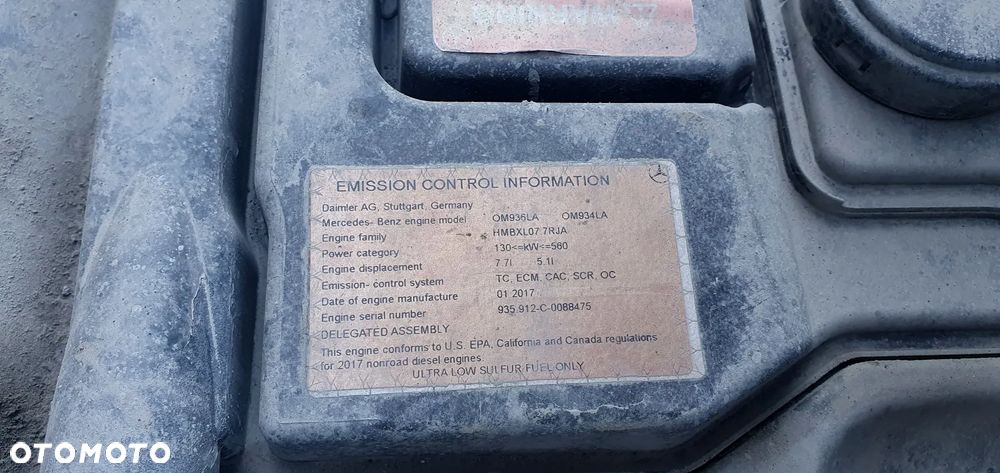 WARNING
EMISSION CONTROL INFORMATION
Daimler AG, Stuttgart, Germany
Mercedes- Benz engine model OM936LA OM934LA
Engine family HMBXL07.7RJA
Power category 130<=kW<=560
Engine displacement 7.7l 5.1l
Emission- control system TC, ECM, CAC, SCR, OC
Date of engine manufacture 01.2017
Engine serial number 935.912-C-0088475
DELEGATED ASSEMBLY
This engine conforms to U.S. EPA, California and Canada regulations
for 2017 nonroad diesel engines.
ULTRA LOW SULFUR FUEL ONLY
OTOMOTO